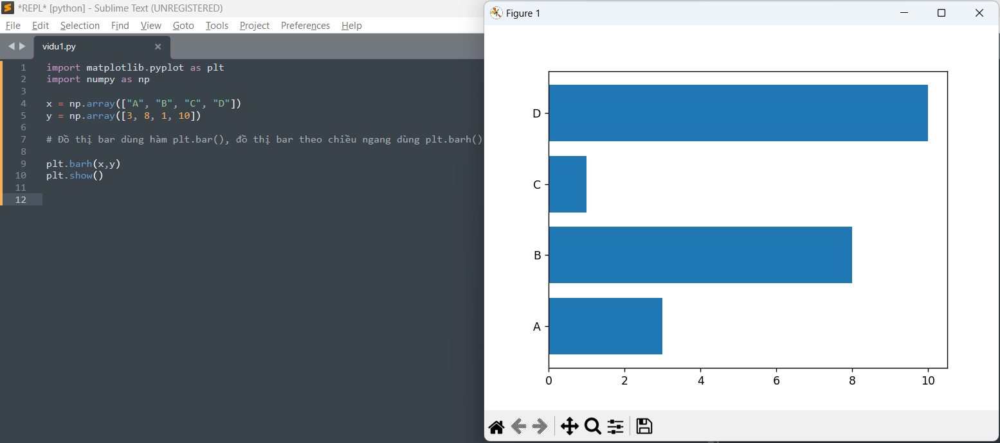 *REPL* [python] - Sublime Text (UNREGISTERED)
File Edit Selection Find View Goto Tools Project Preferences Help
vidu1.py
1 import matplotlib.pyplot as plt
2 import numpy as np
3
4 x = np.array(["A", "B", "C", "D"])
5 y = np.array([3, 8, 1, 10])
6
7 # Đồ thị bar dùng hàm plt.bar(), đồ thị bar theo chiều ngang dùng plt.barh()
8
9 plt.barh(x,y)
10 plt.show()
11
12
Figure 1
D
C
B
A
0 2 4 6 8 10